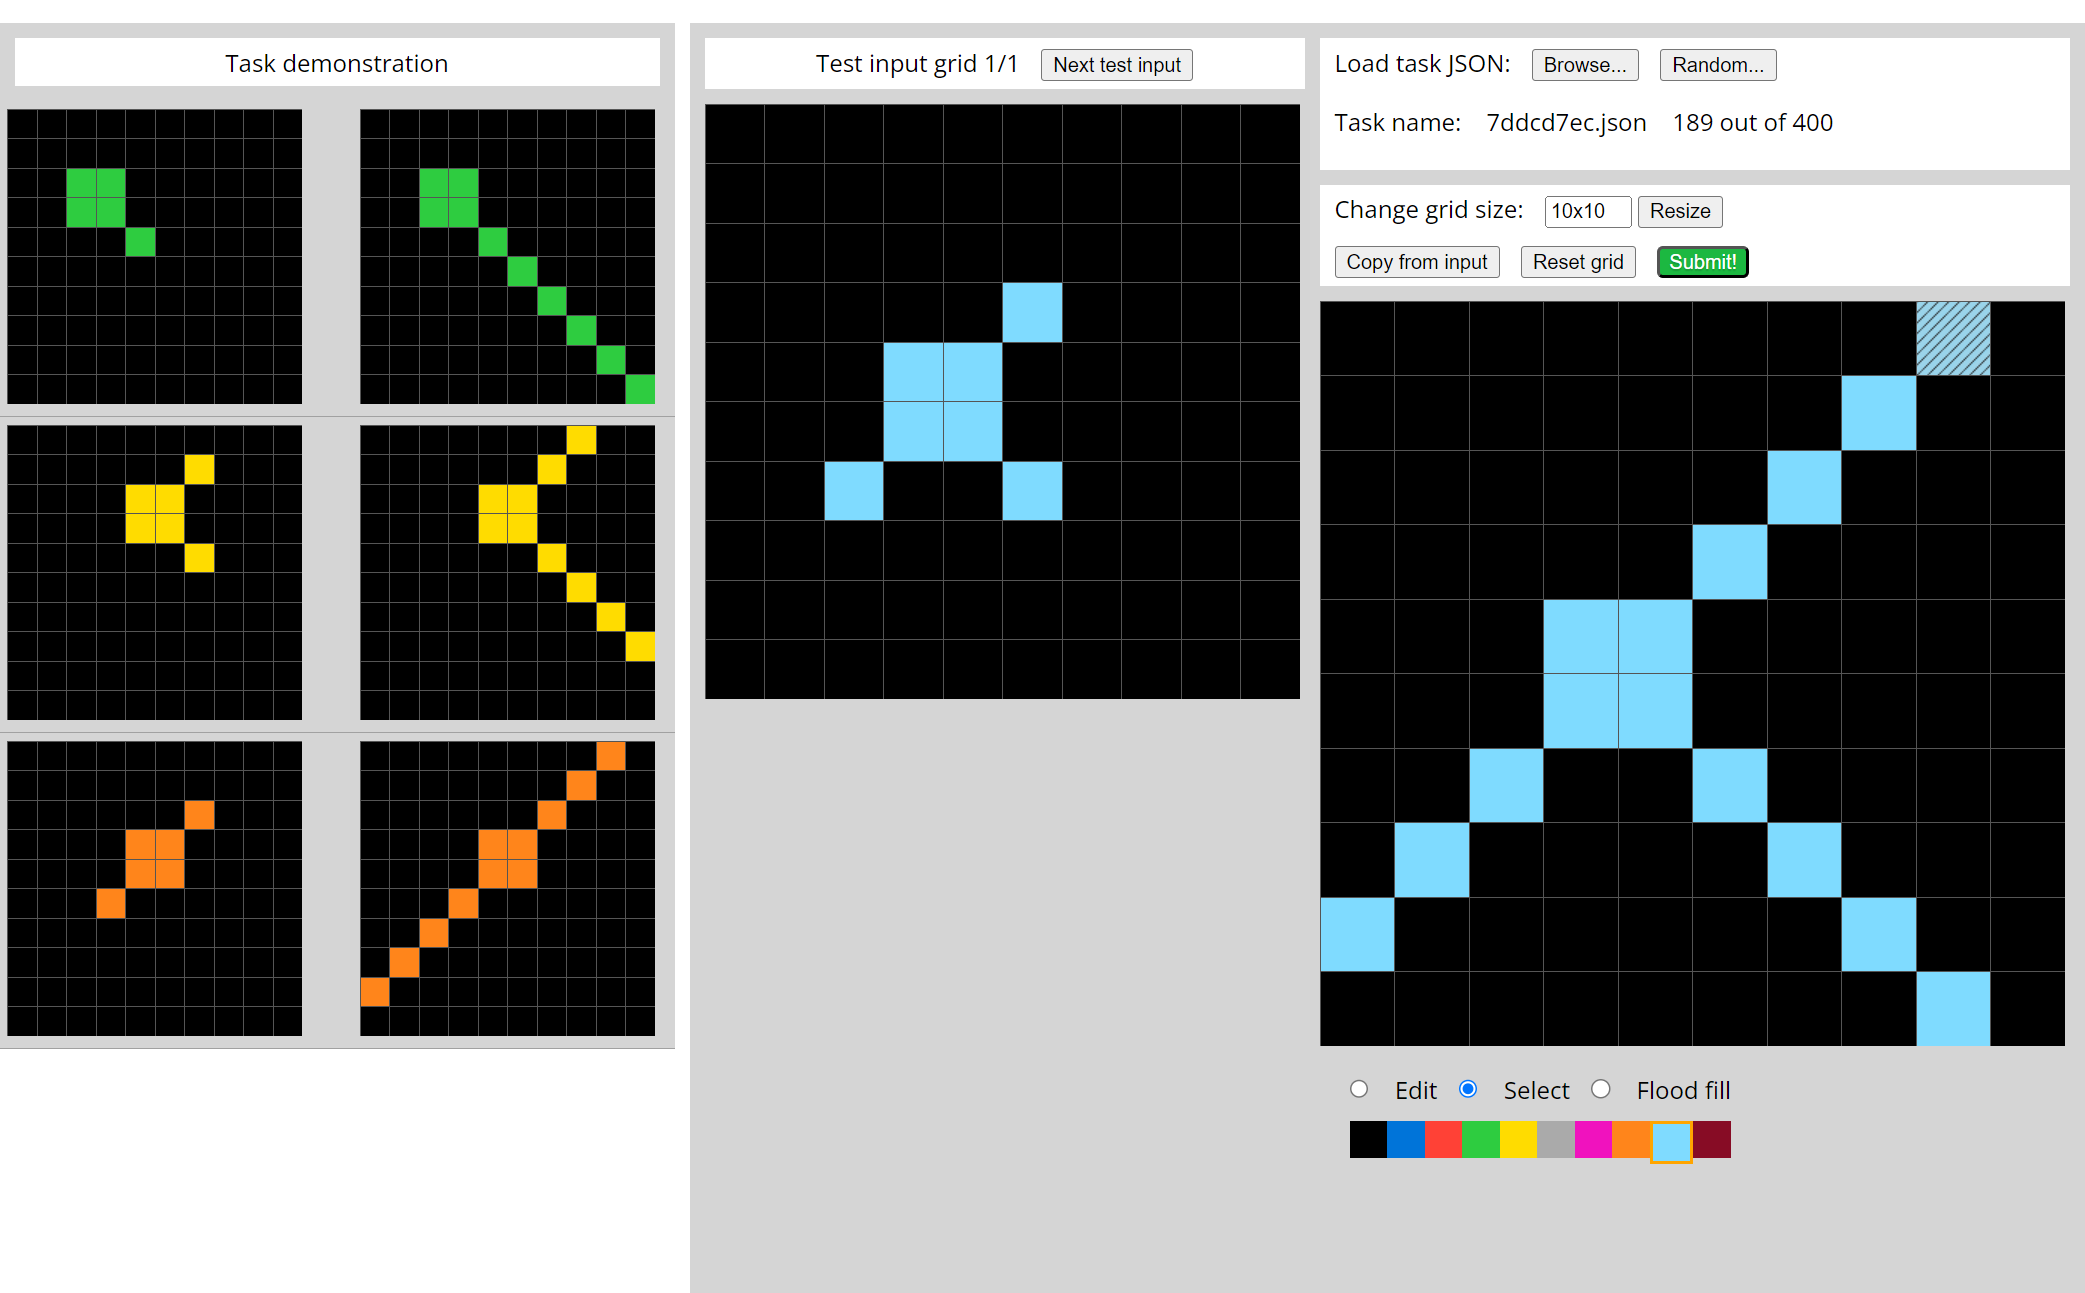 Task demonstration
Test input grid 1/1 Next test input
Load task JSON: Browse... Random...
Task name: 7ddcd7ec.json 189 out of 400
Change grid size: 10x10 Resize
Copy from input Reset grid Submit!
Edit Select Flood fill